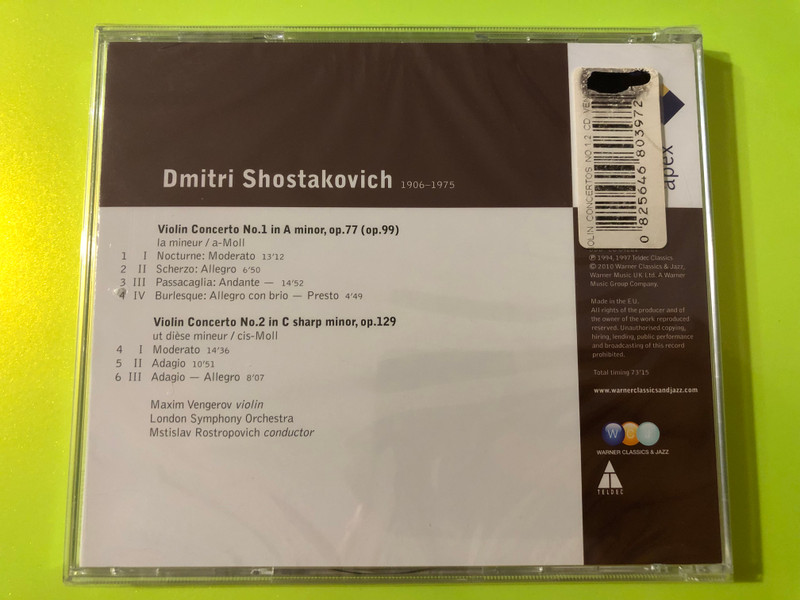 Dmitri Shostakovich 1906–1975
Violin Concerto No.1 in A minor, op.77 (op.99)
la mineur / a-Moll
1 I Nocturne: Moderato 13'12
2 II Scherzo: Allegro 6'50
3 III Passacaglia: Andante — 14'52
4 IV Burlesque: Allegro con brio — Presto 4'49
Violin Concerto No.2 in C sharp minor, op.129
ut dièse mineur / cis-Moll
4 I Moderato 14'36
5 II Adagio 10'51
6 III Adagio — Allegro 8'07
Maxim Vengerov violin
London Symphony Orchestra
Mstislav Rostropovich conductor
apex
CONCERTOS NO 1,2 CD
0 825646 803972
℗ 1994, 1997 Teldec Classics
© 2010 Warner Classics & Jazz,
Warner Music UK Ltd. A Warner
Music Group Company.
Made in the E.U.
All rights of the producer and of
the owner of the work reproduced
reserved. Unauthorised copying,
hiring, lending, public performance
and broadcasting of this record
prohibited.
Total timing 73'15
www.warnerclassicsandjazz.com
W C J
WARNER CLASSICS & JAZZ
TELDEC